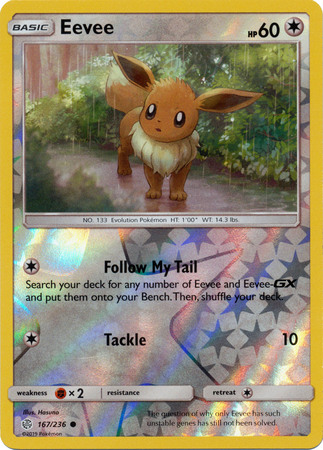 BASIC Eevee HP60
NO. 133 Evolution Pokémon HT: 1'00" WT: 14.3 lbs.
Follow My Tail
Search your deck for any number of Eevee and Eevee-GX
and put them onto your Bench. Then, shuffle your deck.
Tackle 10
weakness ×2 resistance retreat
Illus. Hasuno
167/236
©2019 Pokémon
The question of why only Eevee has such
unstable genes has still not been solved.